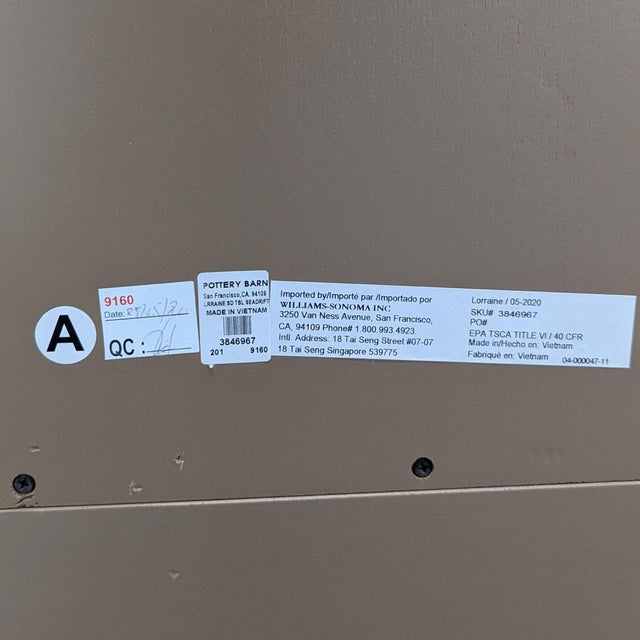 A
9160
Date:
QC :
POTTERY BARN
San Francisco,CA, 94109
LRRAINE SD TBL SEADRIFT
MADE IN VIETNAM
3846967
201 9160
Imported by/Importé par /Importado por
WILLIAMS-SONOMA INC
3250 Van Ness Avenue, San Francisco,
CA, 94109 Phone# 1.800.993.4923.
Intl. Address: 18 Tai Seng Street #07-07
18 Tai Seng Singapore 539775
Lorraine / 05-2020
SKU# 3846967
PO#
EPA TSCA TITLE VI / 40 CFR
Made in/Hecho en: Vietnam
Fabriqué en: Vietnam 04-000047-11